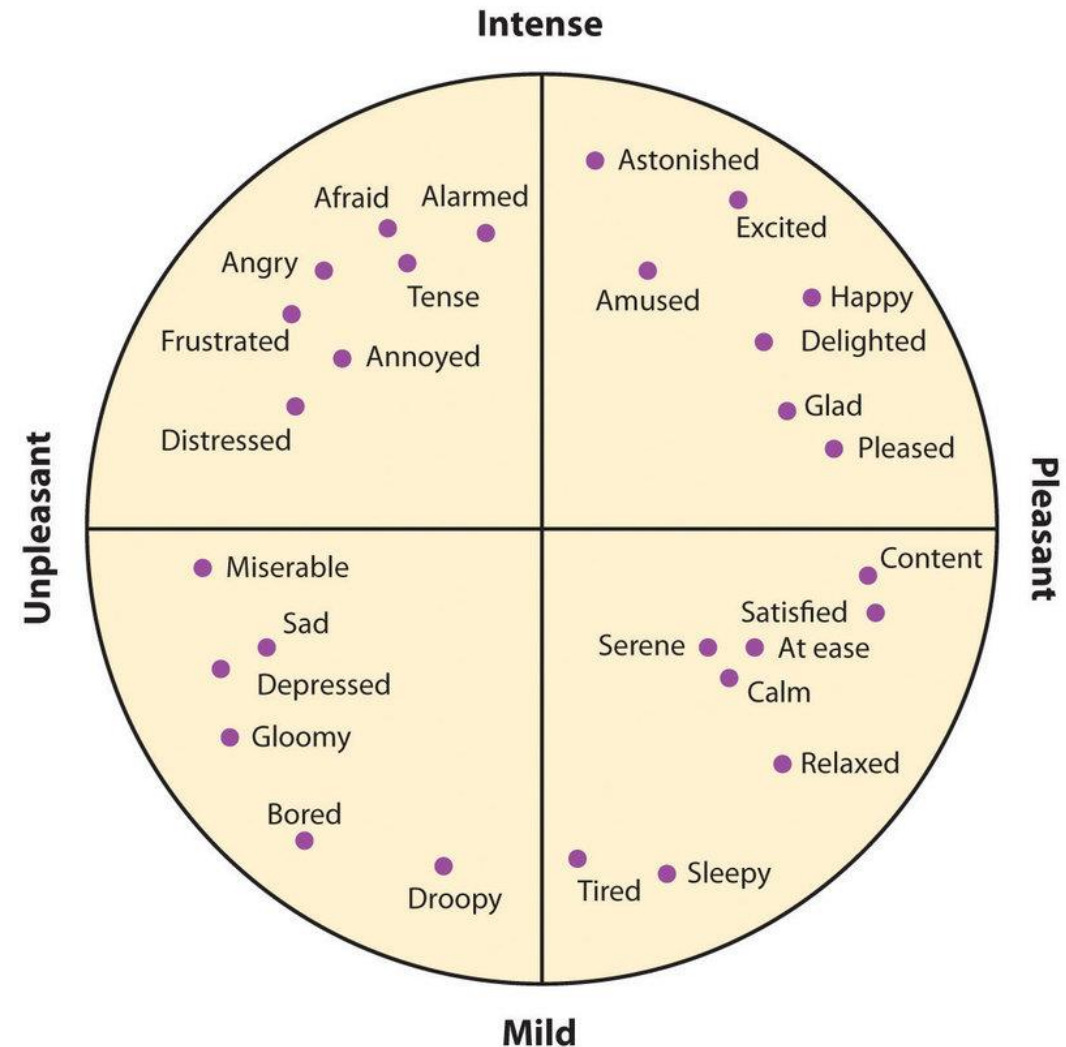 Intense
Astonished
Afraid
Alarmed
Excited
Angry
Tense
Amused
Happy
Frustrated
Delighted
Annoyed
Glad
Distressed
Pleased
Unpleasant
Pleasant
Miserable
Content
Sad
Satisfied
Serene
At ease
Depressed
Calm
Gloomy
Relaxed
Bored
Droopy
Tired
Sleepy
Mild